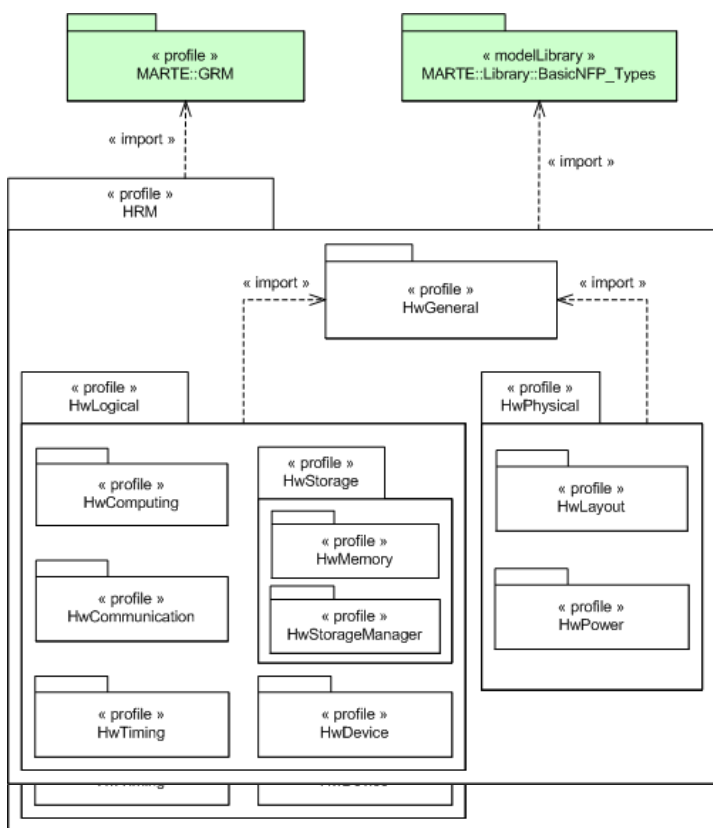 « profile »
MARTE::GRM
« modelLibrary »
MARTE::Library::BasicNFP_Types
« import »
« import »
« profile »
HRM
« import »
« import »
« profile »
HwGeneral
« profile »
HwLogical
« profile »
HwPhysical
« profile »
HwComputing
« profile »
HwStorage
« profile »
HwLayout
« profile »
HwMemory
« profile »
HwCommunication
« profile »
HwStorageManager
« profile »
HwPower
« profile »
HwTiming
« profile »
HwDevice